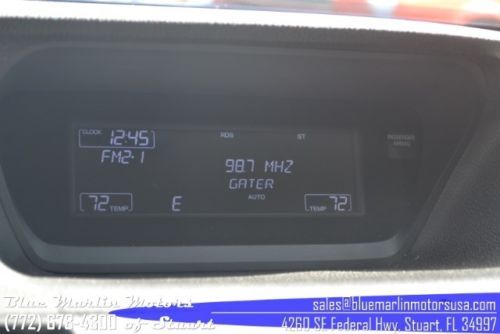 CLOCK 12:45 RDS ST PASSENGER AIRBAG
FM2-1
98.7 MHZ
GATER
AUTO
72 TEMP E TEMP 72
Blue Marlin Motors
(772) 678-4800 of Stuart
sales@bluemarlinmotorsusa.com
4260 SE Federal Hwy. Stuart, FL 34997